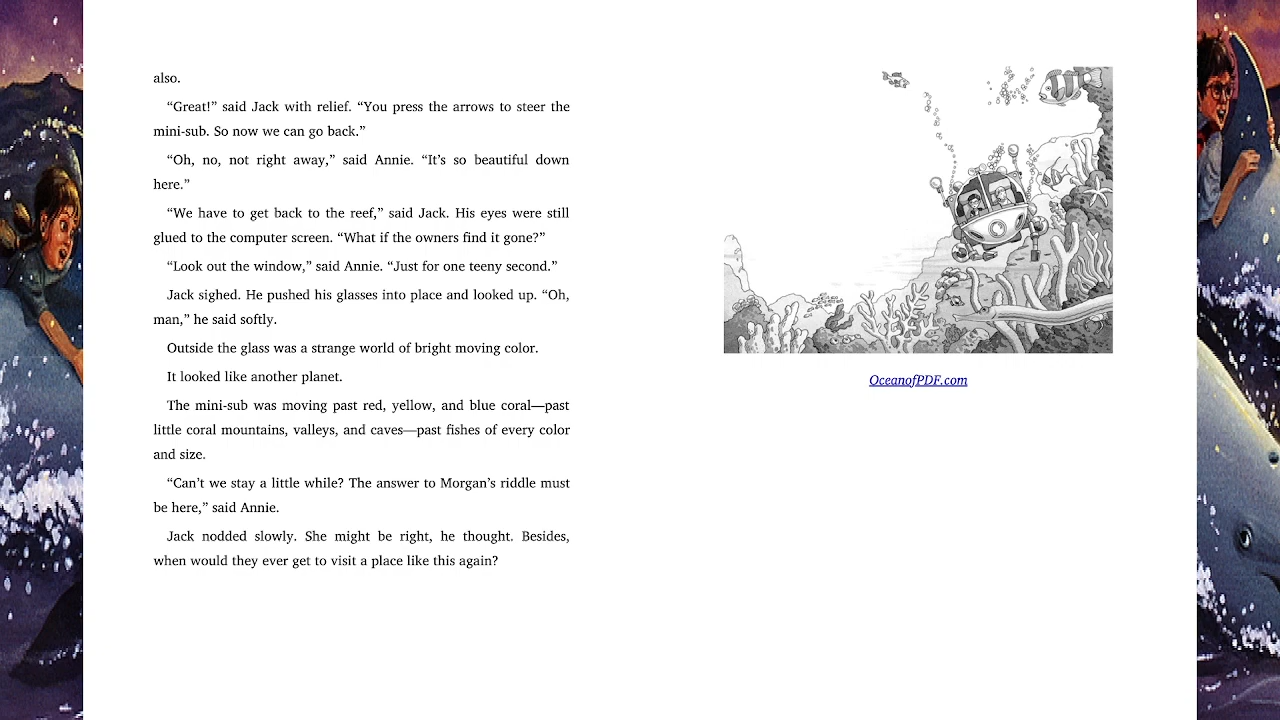 also.
“Great!” said Jack with relief. “You press the arrows to steer the
mini-sub. So now we can go back.”
“Oh, no, not right away,” said Annie. “It’s so beautiful down
here.”
“We have to get back to the reef,” said Jack. His eyes were still
glued to the computer screen. “What if the owners find it gone?”
“Look out the window,” said Annie. “Just for one teeny second.”
Jack sighed. He pushed his glasses into place and looked up. “Oh,
man,” he said softly.
Outside the glass was a strange world of bright moving color.
It looked like another planet.
The mini-sub was moving past red, yellow, and blue coral—past
little coral mountains, valleys, and caves—past fishes of every color
and size.
“Can’t we stay a little while? The answer to Morgan’s riddle must
be here,” said Annie.
Jack nodded slowly. She might be right, he thought. Besides,
when would they ever get to visit a place like this again?
OceanofPDF.com